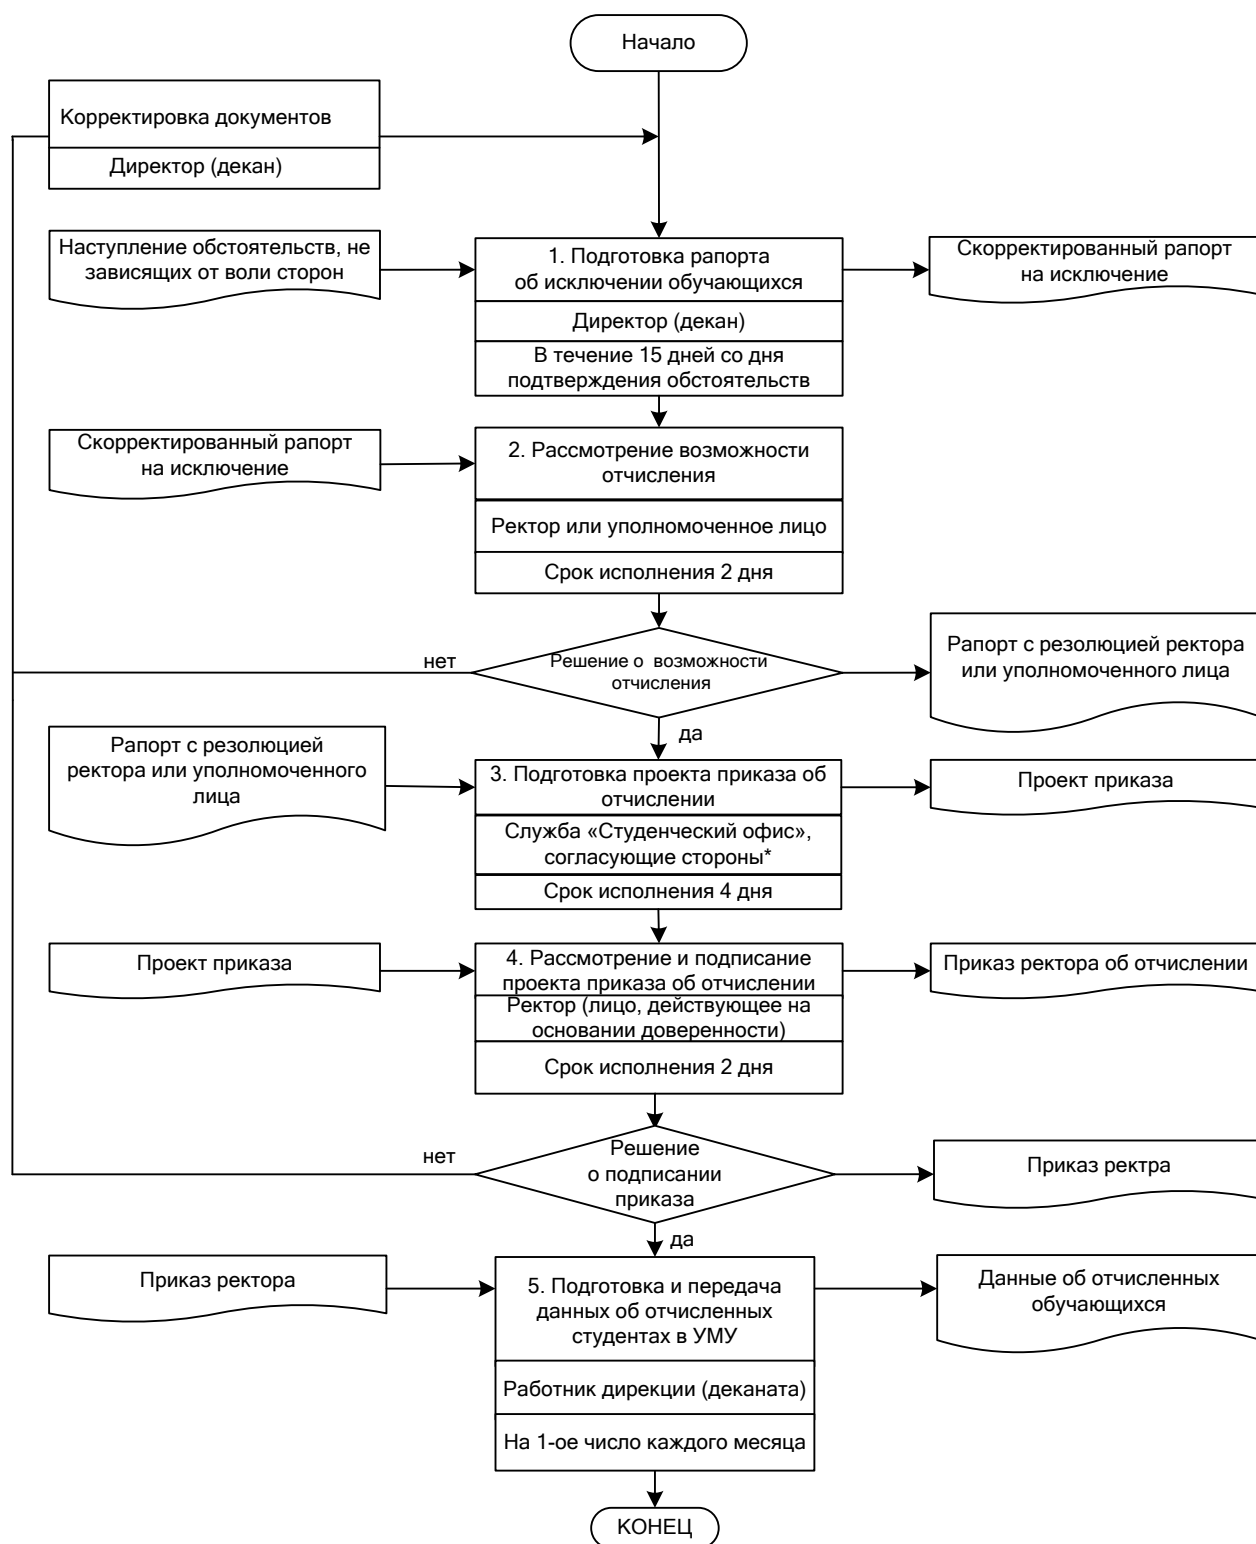 Начало
Корректировка документов
Директор (декан)
Наступление обстоятельств, не
зависящих от воли сторон
1. Подготовка рапорта
об исключении обучающихся
Директор (декан)
В течение 15 дней со дня
подтверждения обстоятельств
Скорректированный рапорт
на исключение
Скорректированный рапорт
на исключение
2. Рассмотрение возможности
отчисления
Ректор или уполномоченное лицо
Срок исполнения 2 дня
нет
Решение о возможности
отчисления
Рапорт с резолюцией ректора
или уполномоченного лица
да
Рапорт с резолюцией
ректора или уполномоченного
лица
3. Подготовка проекта приказа об
отчислении
Служба «Студенческий офис»,
согласующие стороны*
Срок исполнения 4 дня
Проект приказа
Проект приказа
4. Рассмотрение и подписание
проекта приказа об отчислении
Ректор (лицо, действующее на
основании доверенности)
Срок исполнения 2 дня
Приказ ректора об отчислении
нет
Решение
о подписании
приказа
Приказ ректра
да
Приказ ректора
5. Подготовка и передача
данных об отчисленных
студентах в УМУ
Работник дирекции (деканата)
На 1-ое число каждого месяца
Данные об отчисленных
обучающихся
КОНЕЦ